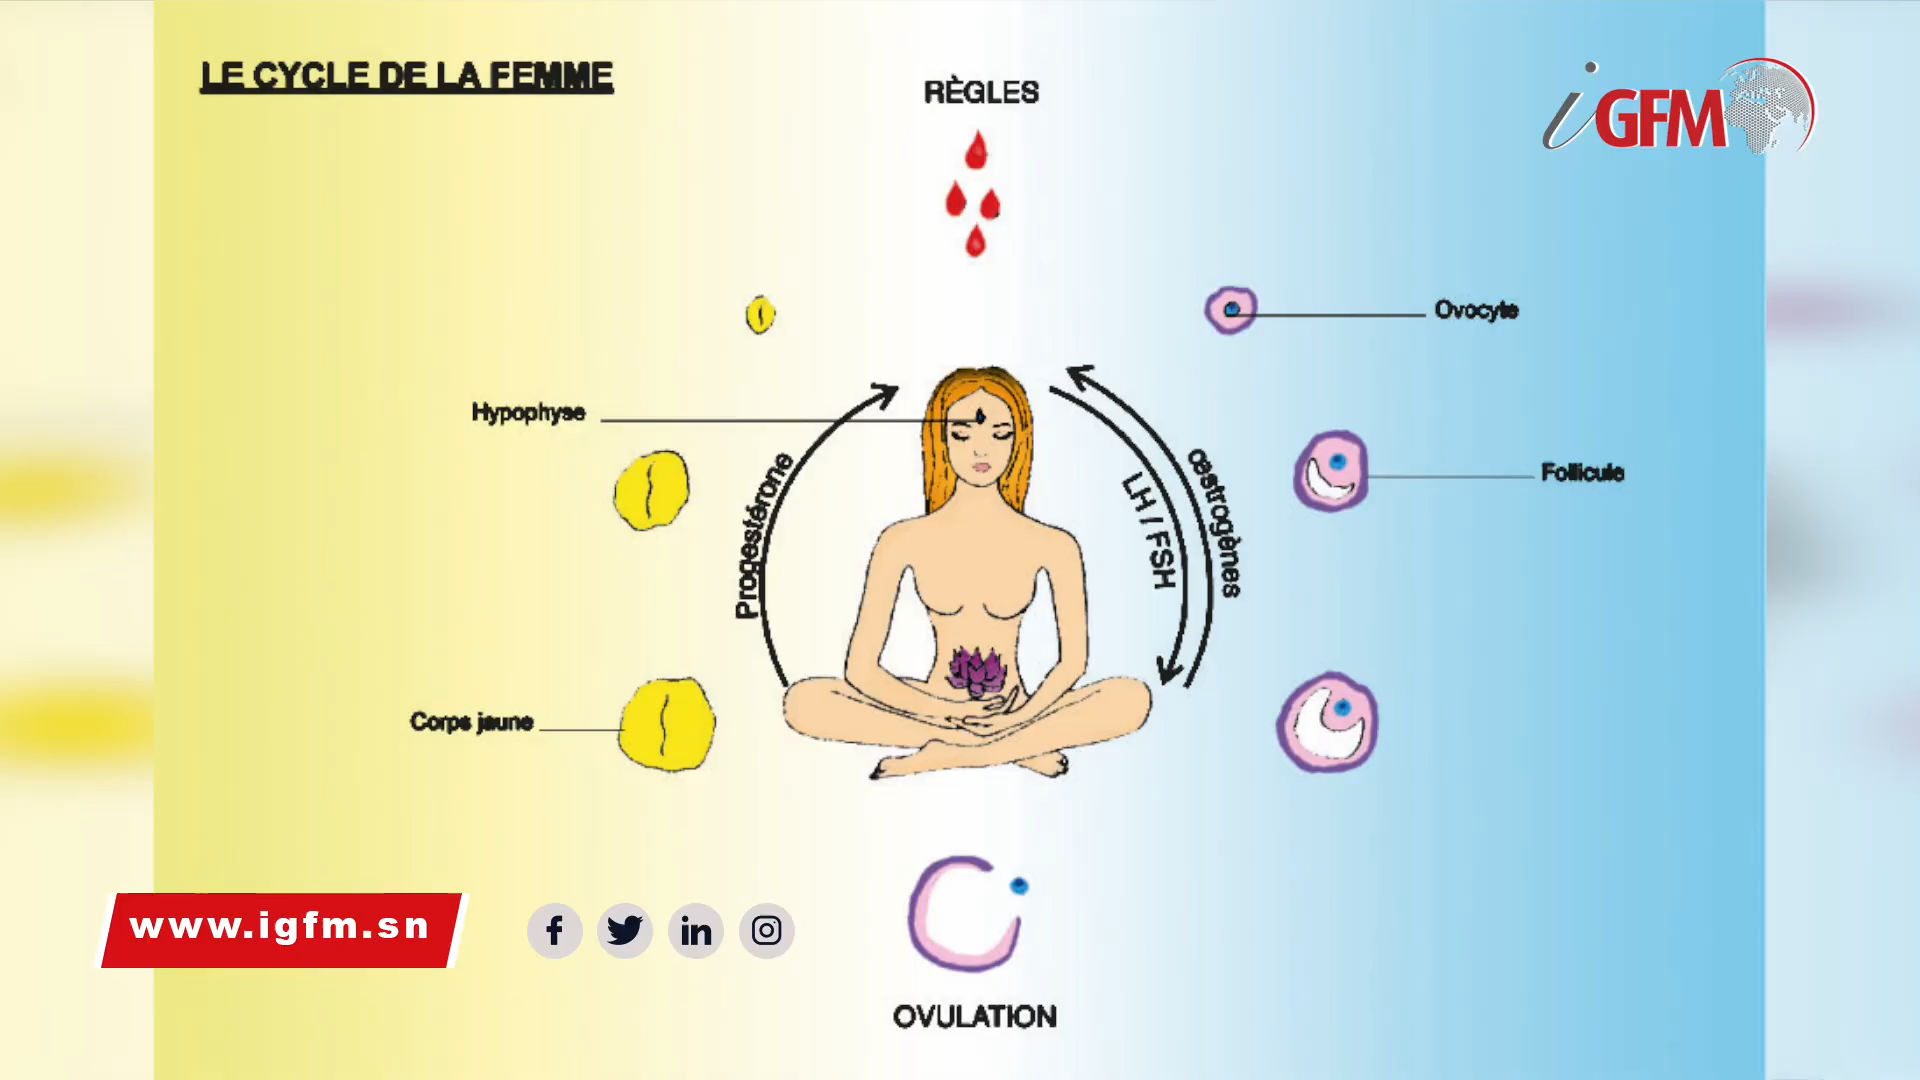 LE CYCLE DE LA FEMME
RÈGLES
iGFM
Ovocyte
Hypophyse
Progestérone
LH / FSH
œstrogènes
Follicule
Corps jaune
www.igfm.sn
OVULATION